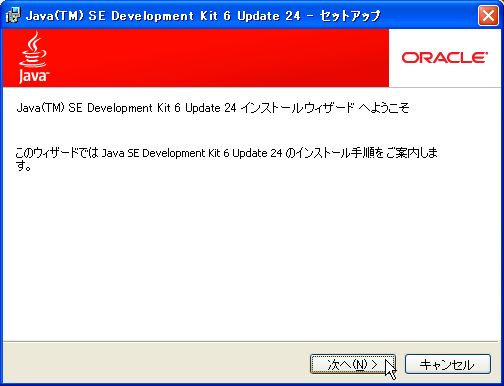 Java(TM) SE Development Kit 6 Update 24 - セットアップ
Java™
ORACLE®
Java(TM) SE Development Kit 6 Update 24 インストールウィザード へようこそ
このウィザードでは Java SE Development Kit 6 Update 24 のインストール手順をご案内しま
す。
次へ(N) >
キャンセル